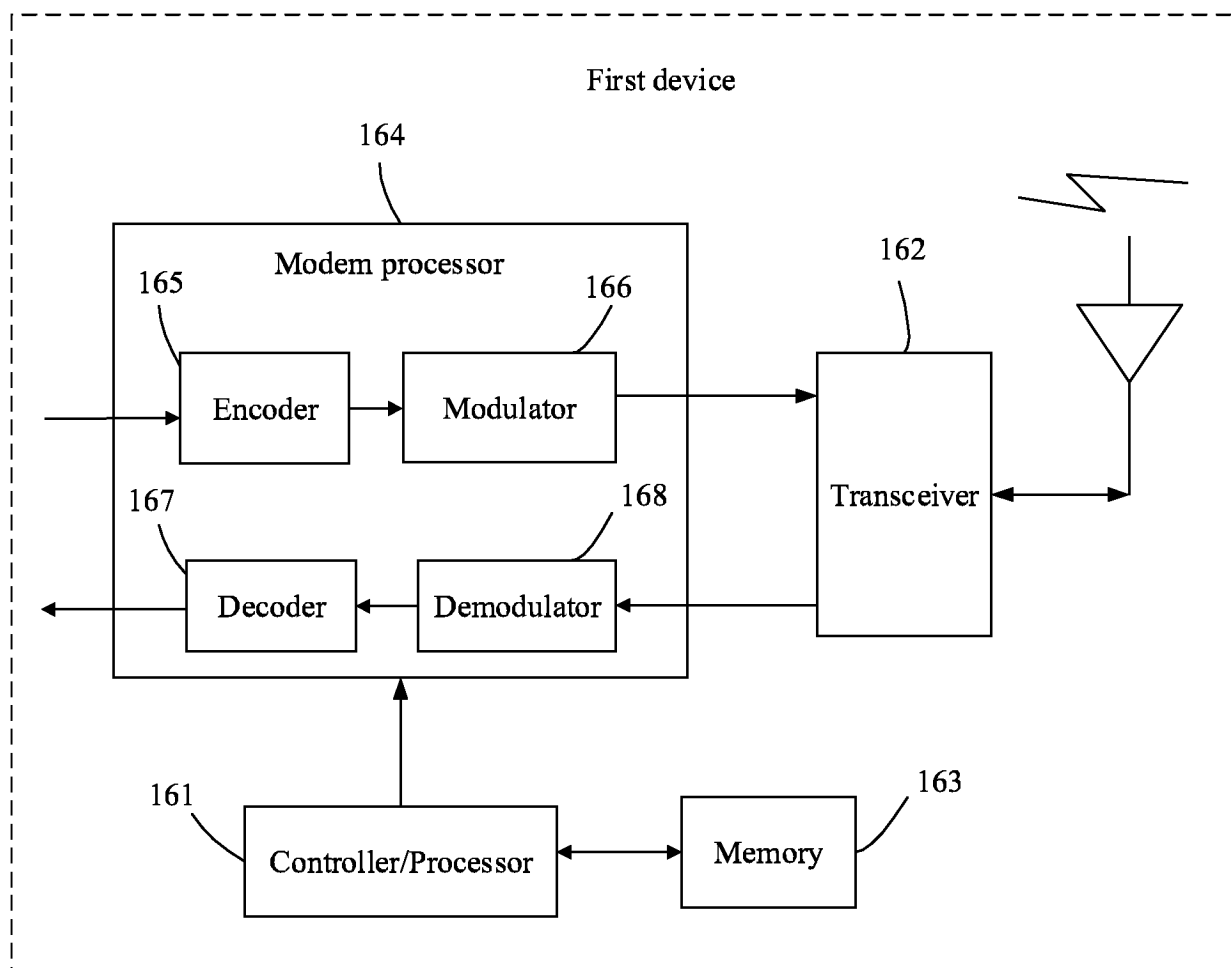 First device
164
Modem processor
165
166
162
Encoder
Modulator
Transceiver
167
168
Decoder
Demodulator
161
163
Controller/Processor
Memory